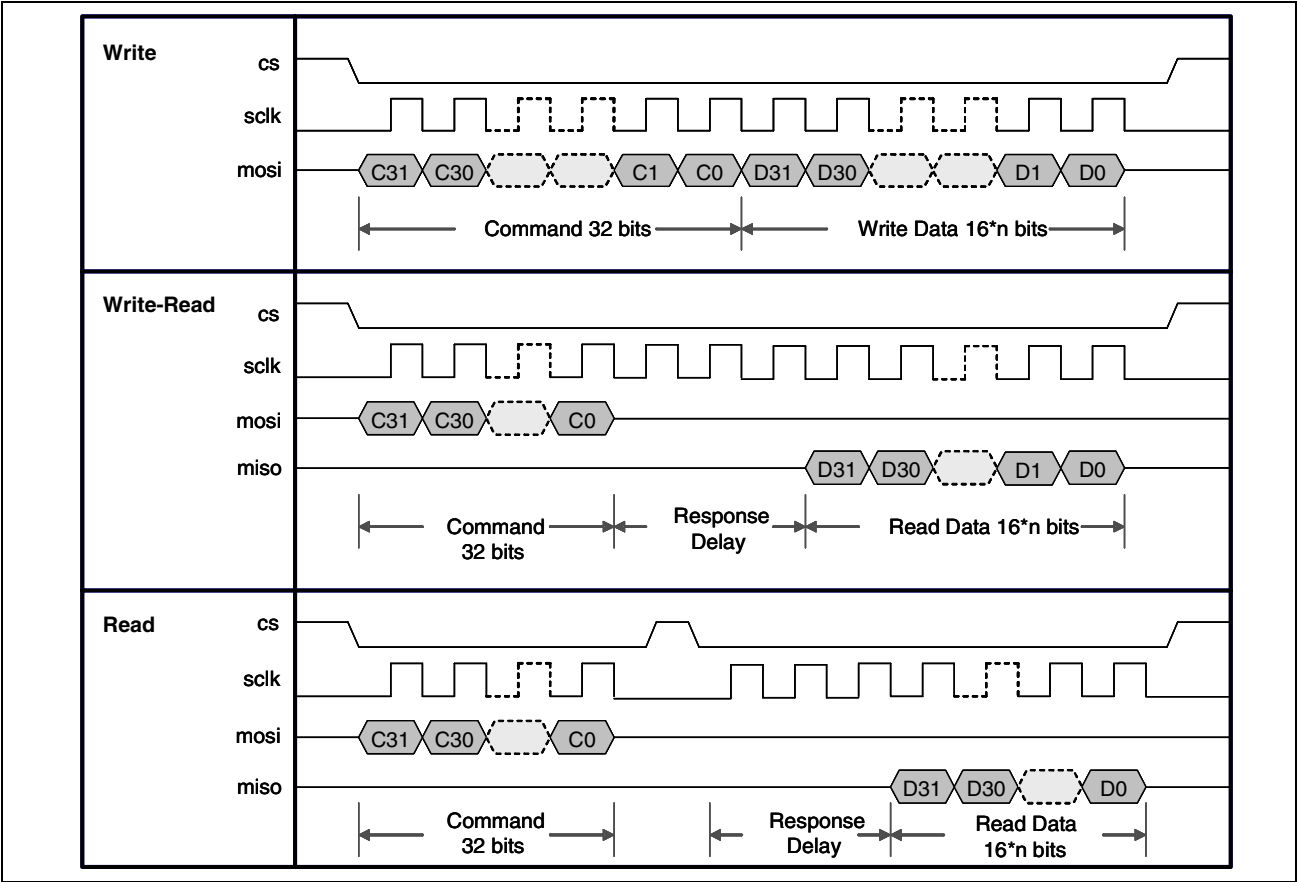 Write
cs
sclk
mosi
C31 C30 C1 C0 D31 D30 D1 D0
Command 32 bits
Write Data 16*n bits
Write-Read
cs
sclk
mosi
C31 C30 C0
miso
D31 D30 D1 D0
Command
32 bits
Response
Delay
Read Data 16*n bits
Read
cs
sclk
mosi
C31 C30 C0
miso
D31 D30 D0
Command
32 bits
Response
Delay
Read Data
16*n bits